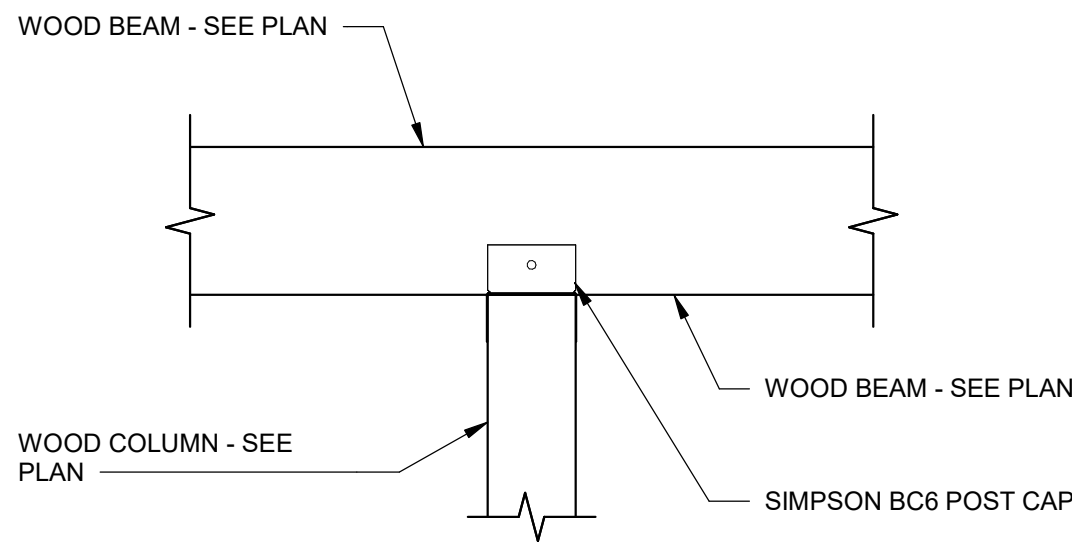 WOOD BEAM - SEE PLAN
WOOD BEAM - SEE PLAN
WOOD COLUMN - SEE
PLAN
SIMPSON BC6 POST CAP